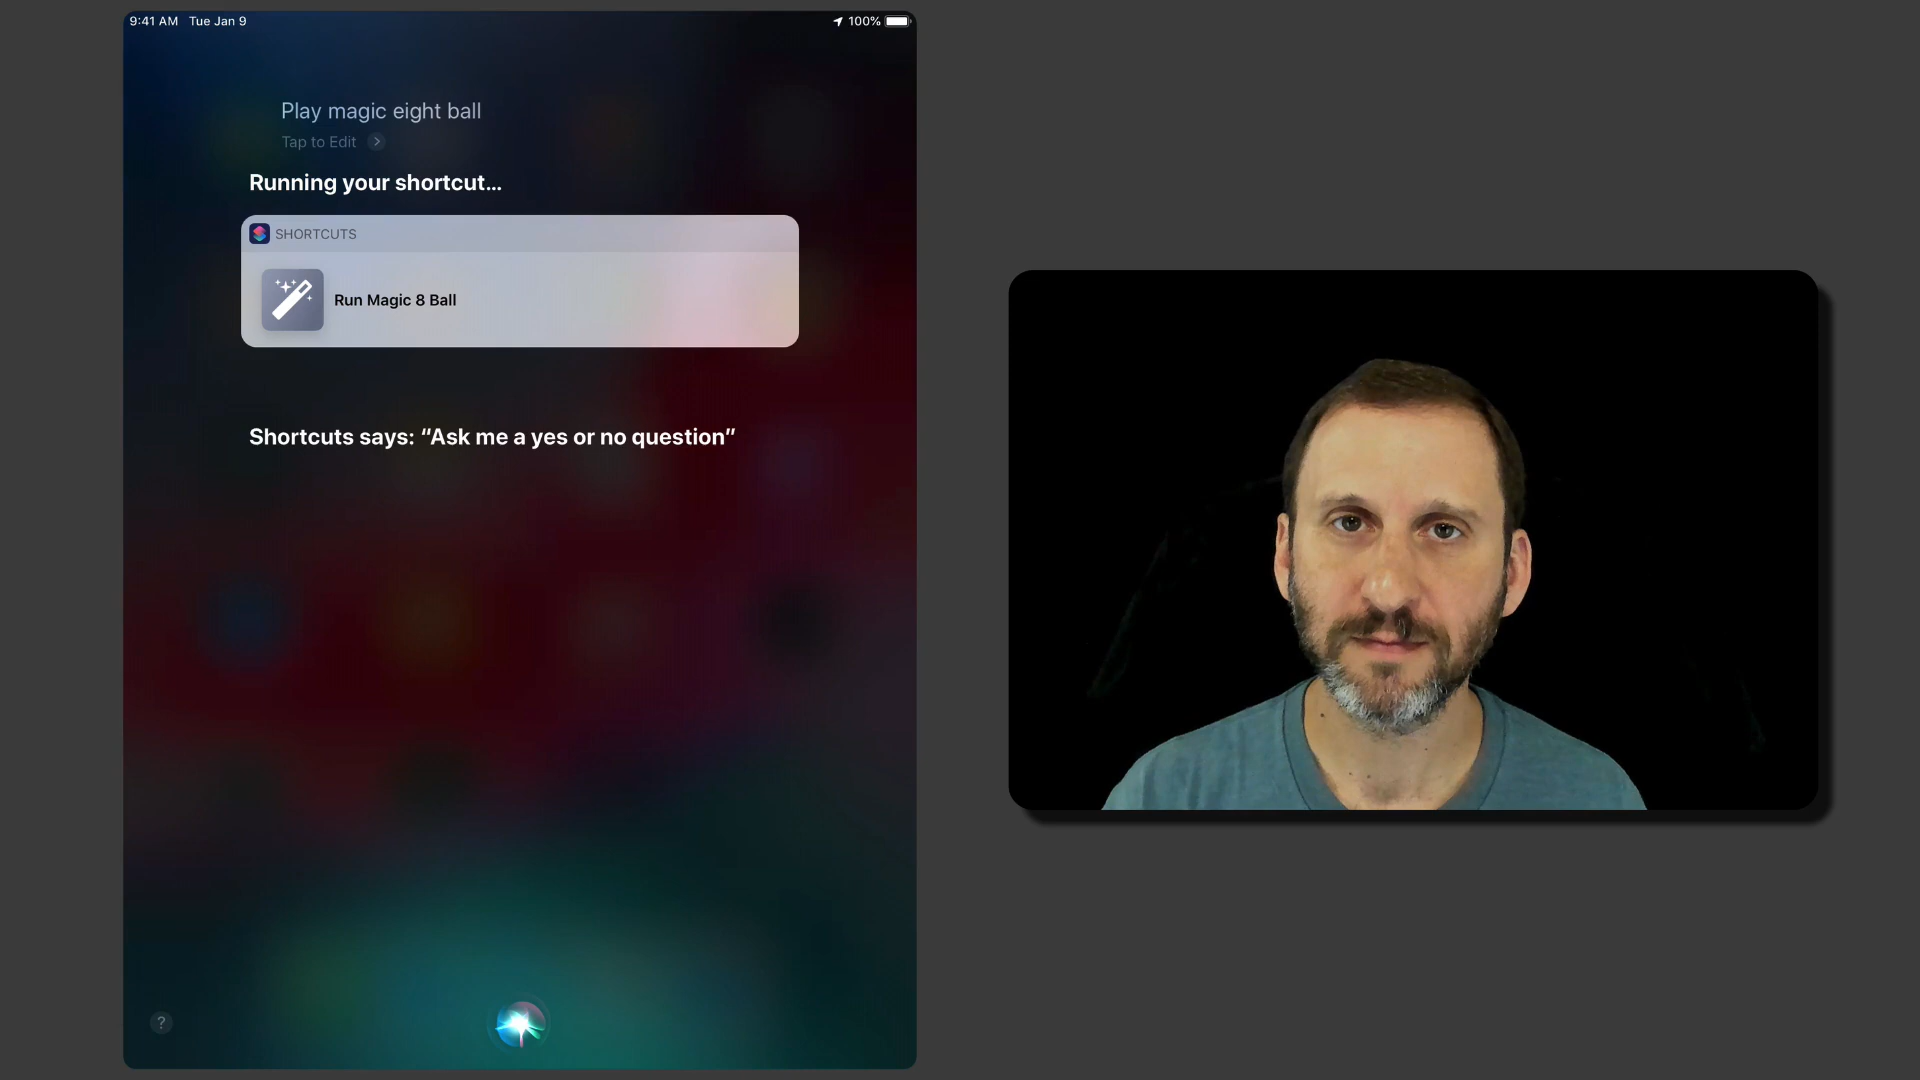 9:41 AM Tue Jan 9
100%
Play magic eight ball
Tap to Edit
Running your shortcut...
SHORTCUTS
Run Magic 8 Ball
Shortcuts says: “Ask me a yes or no question”
?